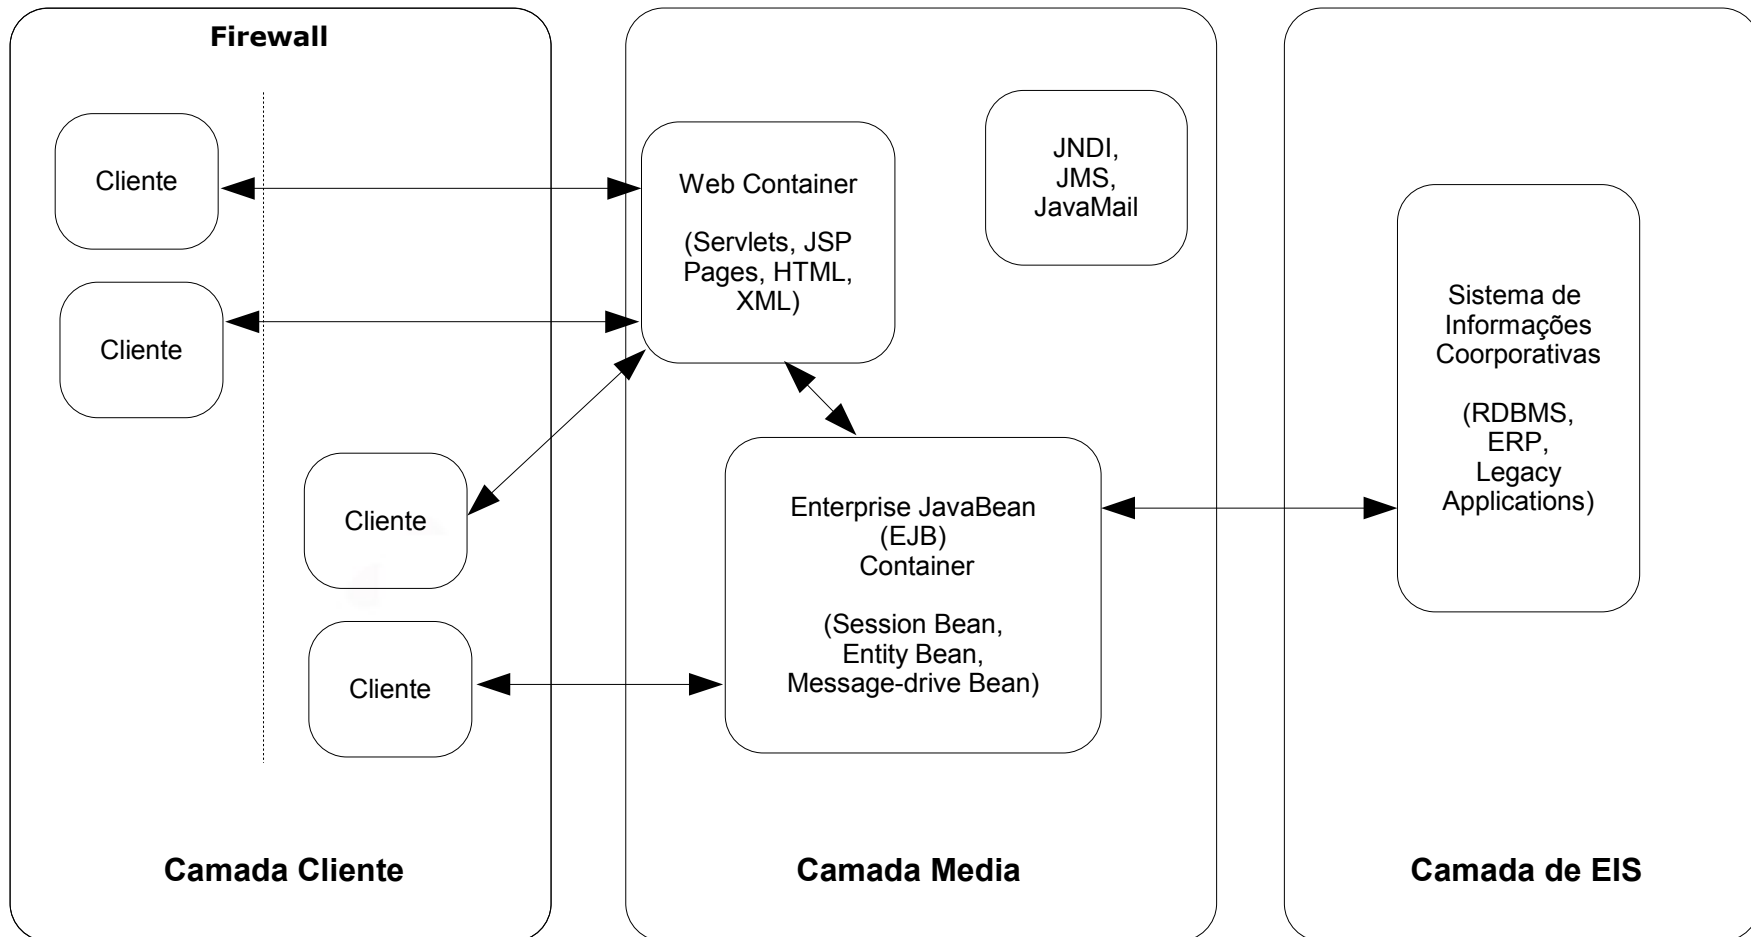 Firewall
Cliente
Cliente
Cliente
Cliente
Camada Cliente
Web Container
(Servlets, JSP
Pages, HTML,
XML)
JNDI,
JMS,
JavaMail
Enterprise JavaBean
(EJB)
Container
(Session Bean,
Entity Bean,
Message-drive Bean)
Camada Media
Sistema de
Informações
Coorporativas
(RDBMS,
ERP,
Legacy
Applications)
Camada de EIS